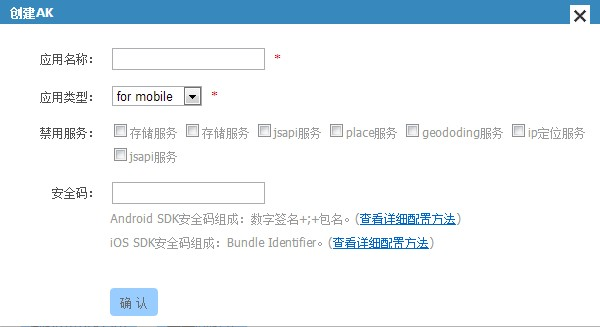 创建AK
应用名称： *
应用类型： for mobile *
禁用服务： 存储服务 存储服务 jsapi服务 place服务 geododing服务 ip定位服务
jsapi服务
安全码：
Android SDK安全码组成：数字签名+;+包名。(查看详细配置方法)
iOS SDK安全码组成：Bundle Identifier。(查看详细配置方法)
确 认